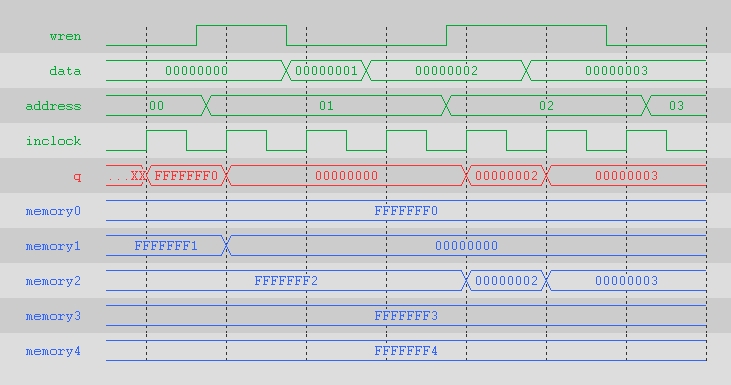 wren
data 00000000 00000001 00000002 00000003
address 00 01 02 03
inclock
q ...XX FFFFFFF0 00000000 00000002 00000003
memory0 FFFFFFF0
memory1 FFFFFFF1 00000000
memory2 FFFFFFF2 00000002 00000003
memory3 FFFFFFF3
memory4 FFFFFFF4